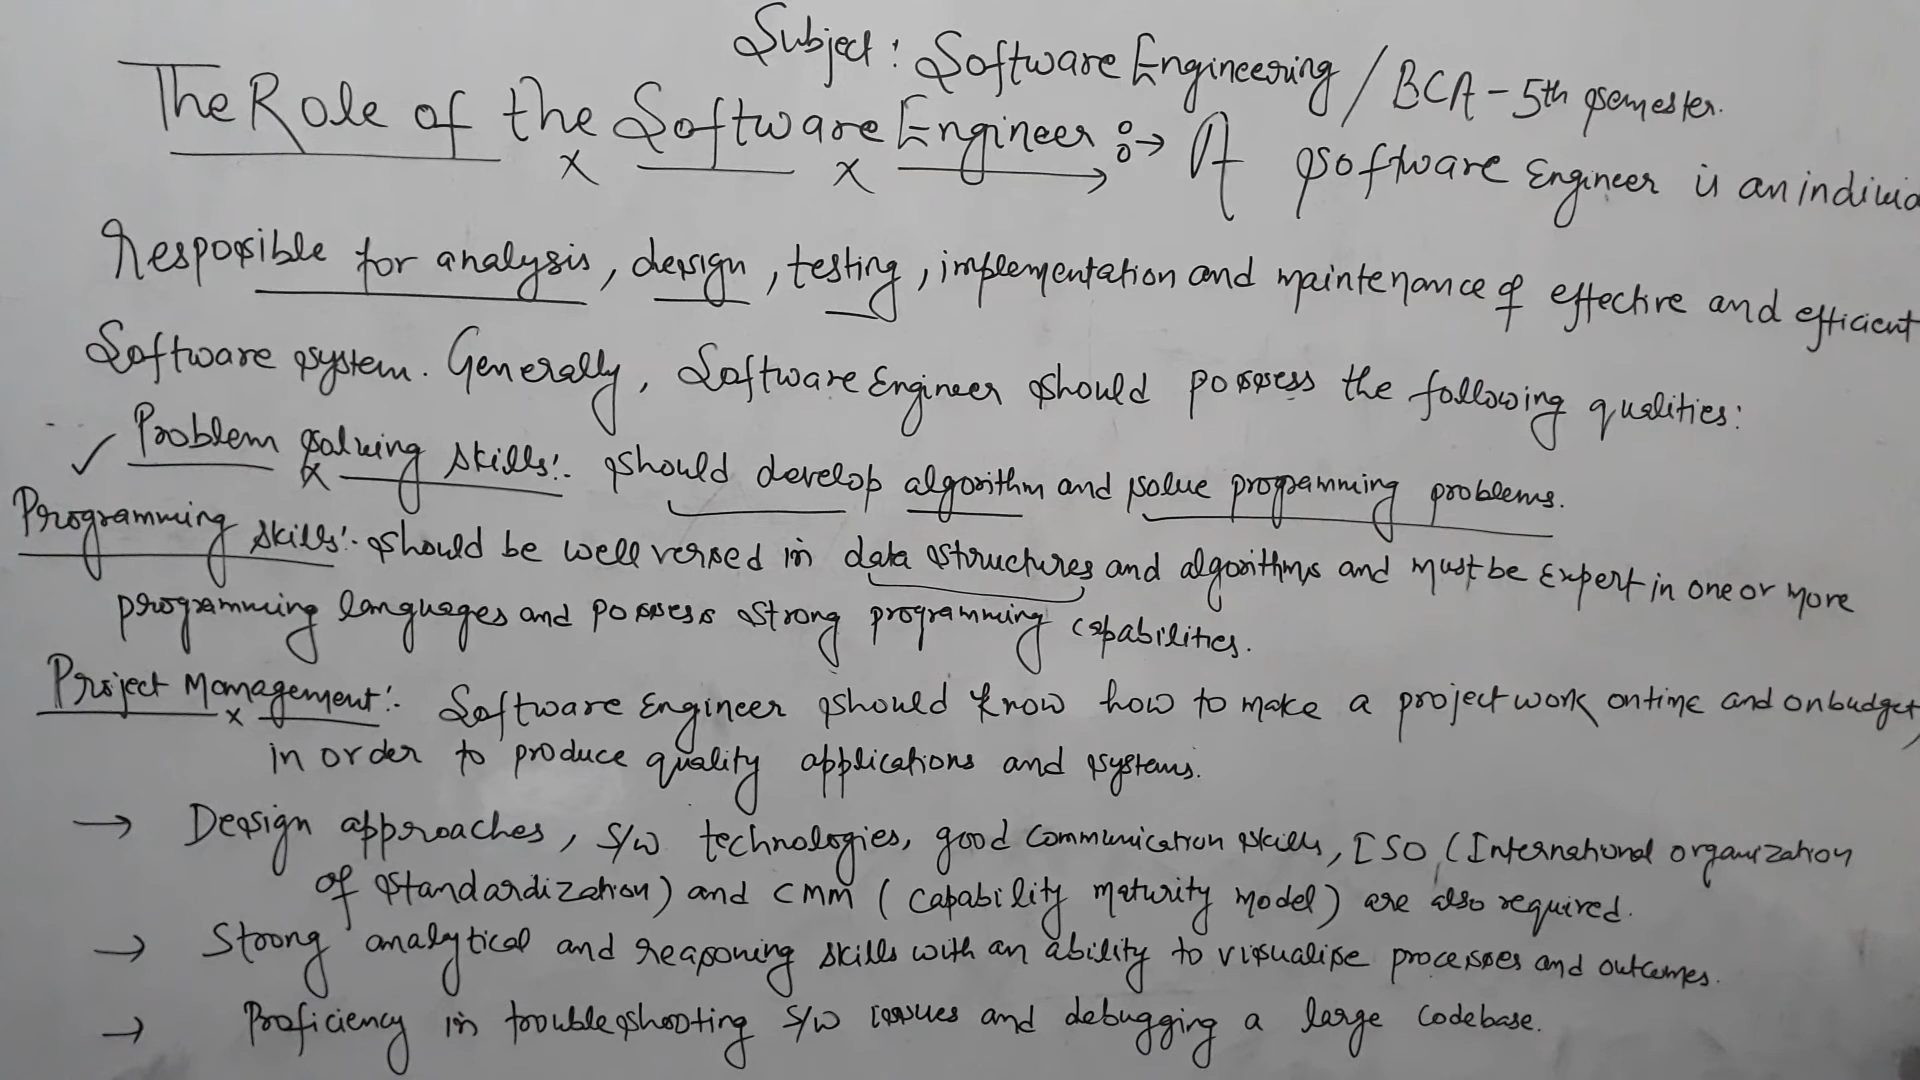 Subject: Software Engineering / BCA - 5th semester.
The Role of the Software Engineer :→ A software Engineer is an individ
Responsible for analysis, design, testing, implementation and maintenance of effective and efficient
Software system. Generally, Software Engineer should possess the following qualities:
✓ Problem solving skills:- should develop algorithm and solve programming problems.
Programming skills:- should be well versed in data structures and algorithms and must be Expert in one or more
programming languages and possess strong programming capabilities.
Project Management:- Software Engineer should know how to make a project work on time and on budget,
in order to produce quality applications and systems.
→ Design approaches, S/W technologies, good communication skills, ISO (International organization
of standardization) and CMM (capability maturity model) are also required.
→ Strong analytical and reasoning skills with an ability to visualise processes and outcomes.
→ Proficiency in troubleshooting S/W issues and debugging a large codebase.